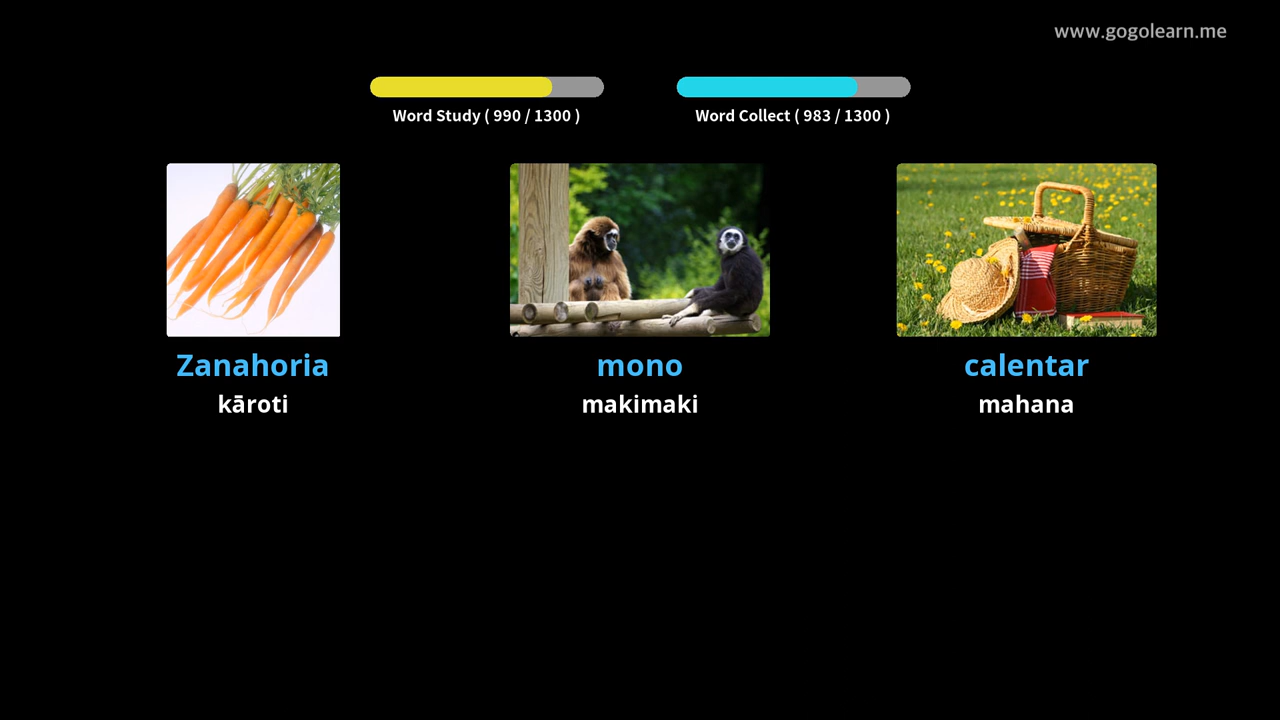 www.gogolearn.me
Word Study ( 990 / 1300 )
Word Collect ( 983 / 1300 )
Zanahoria
kāroti
mono
makimaki
calentar
mahana